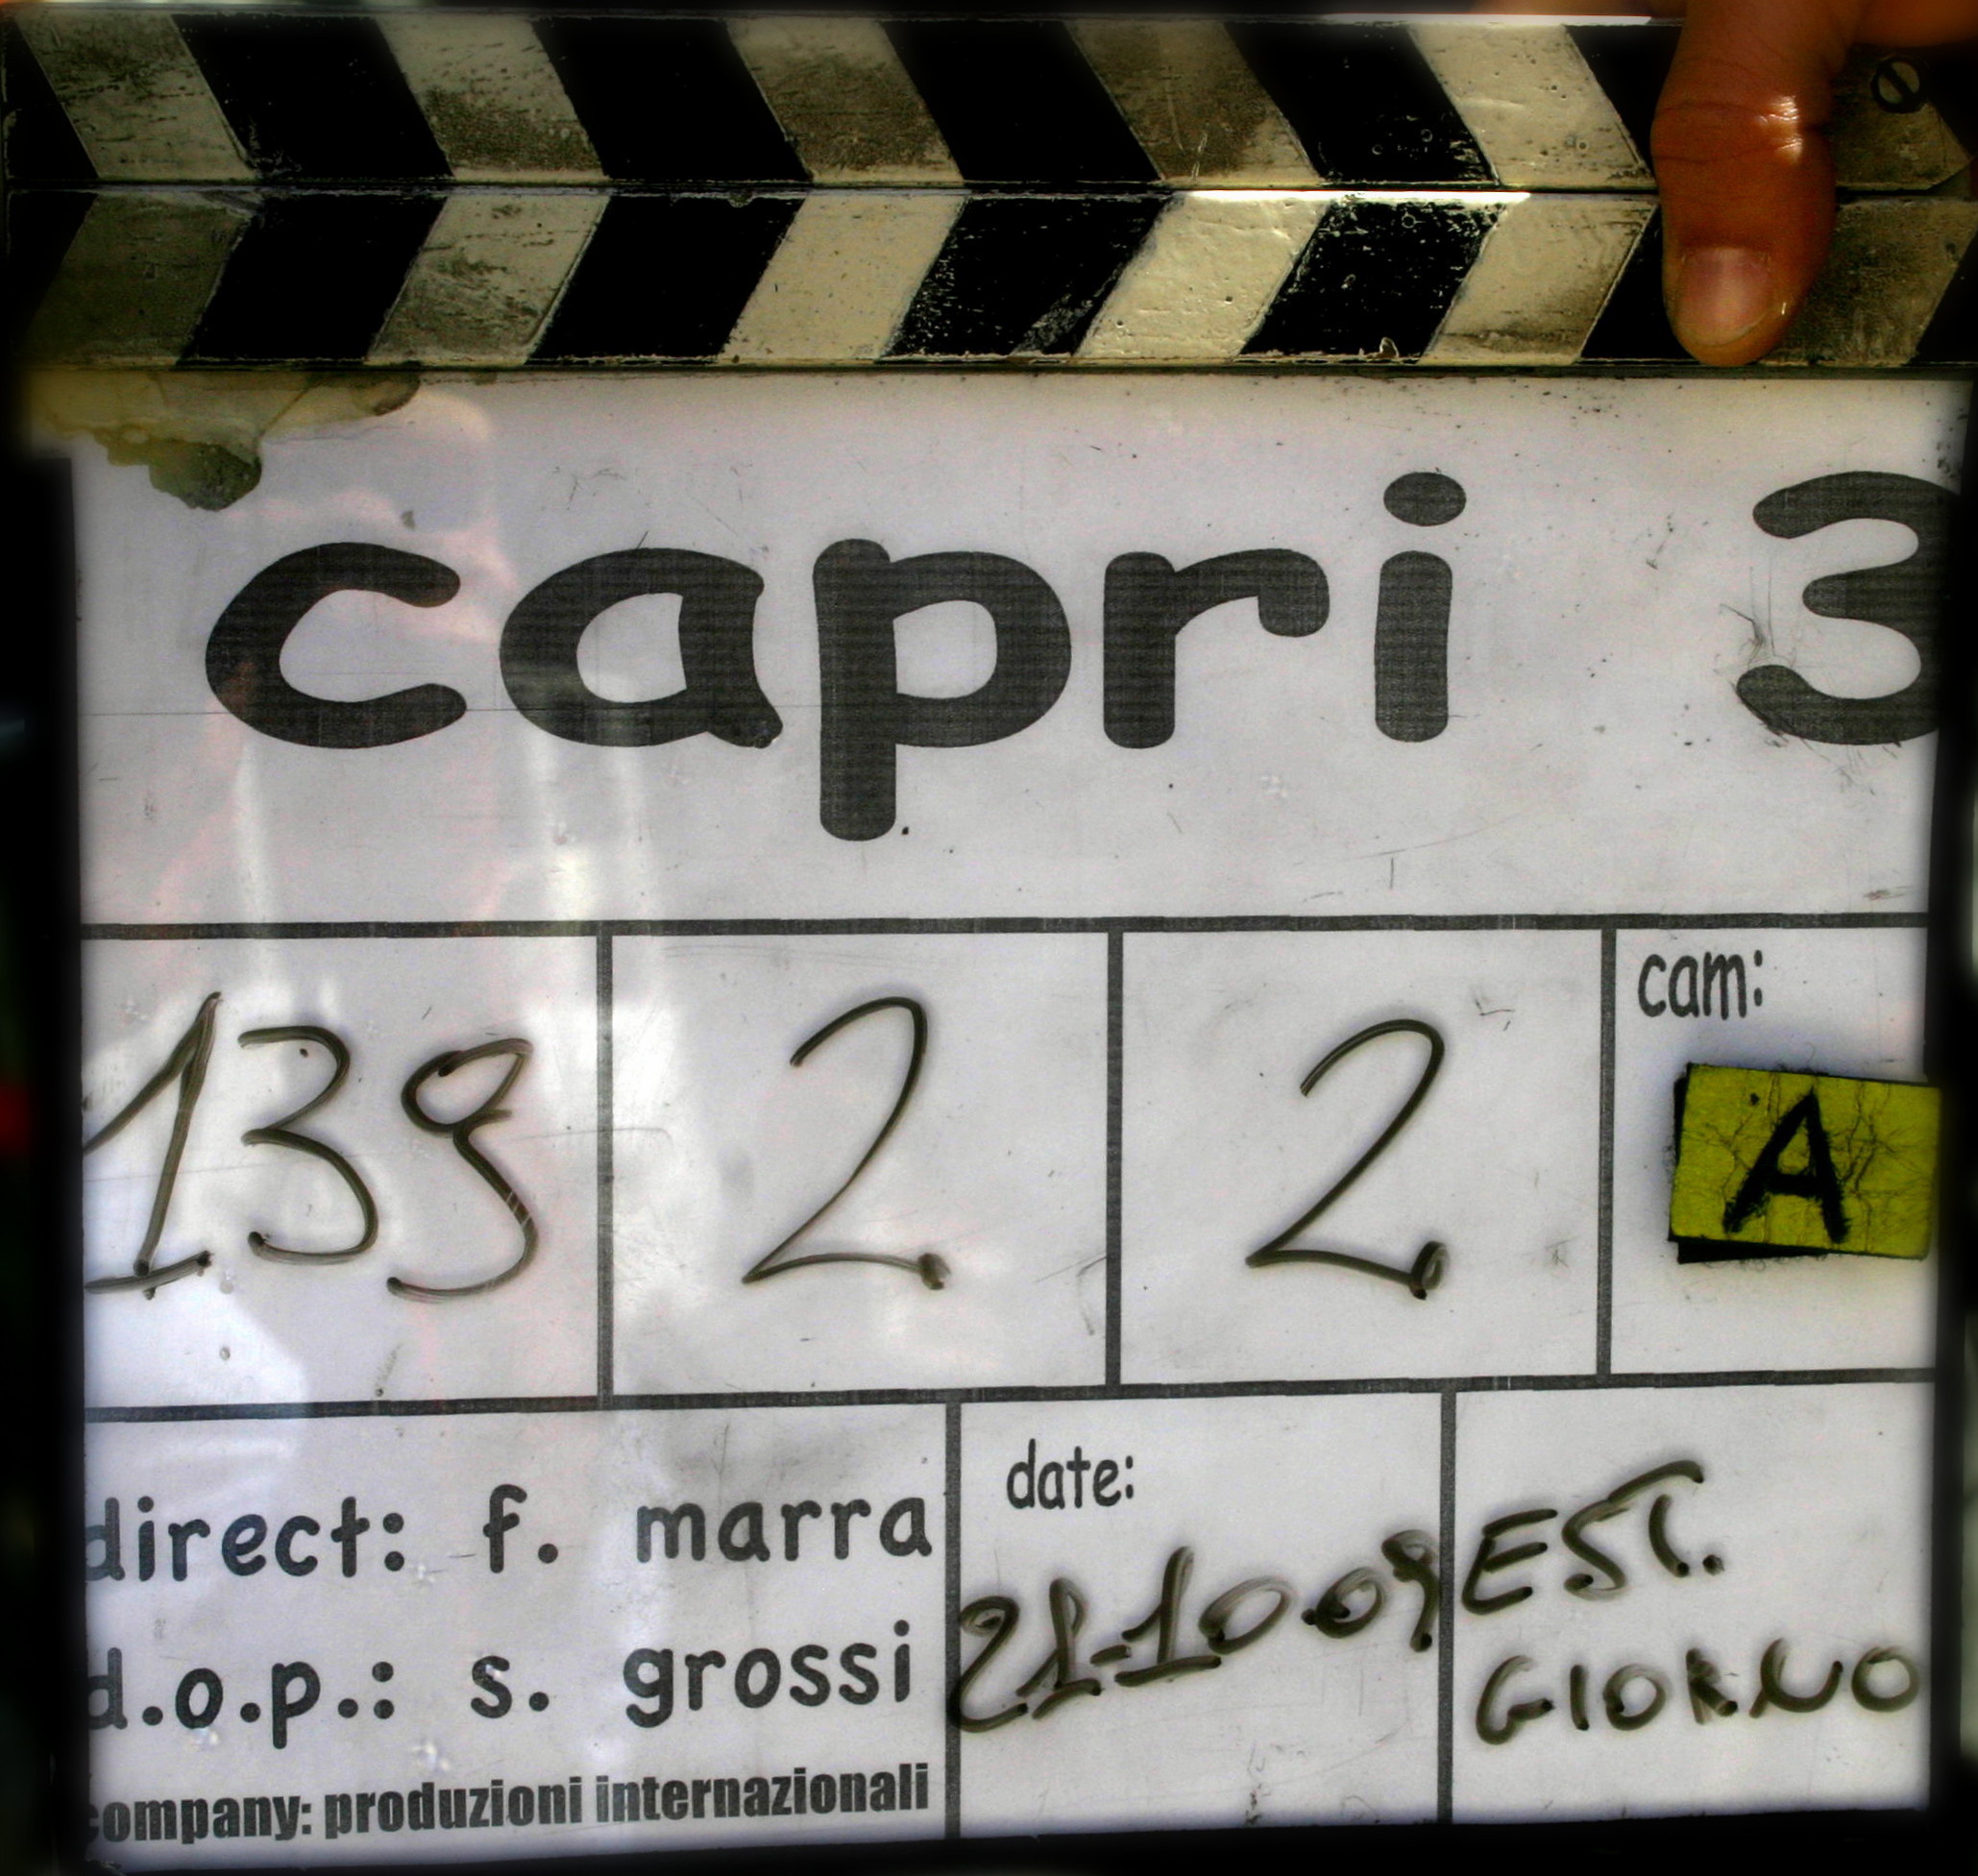 capri 3
139 2 2 cam: A
direct: f. marra
d.o.p.: s. grossi
company: produzioni internazionali
date:
21-10.09
EST.
GIORNO